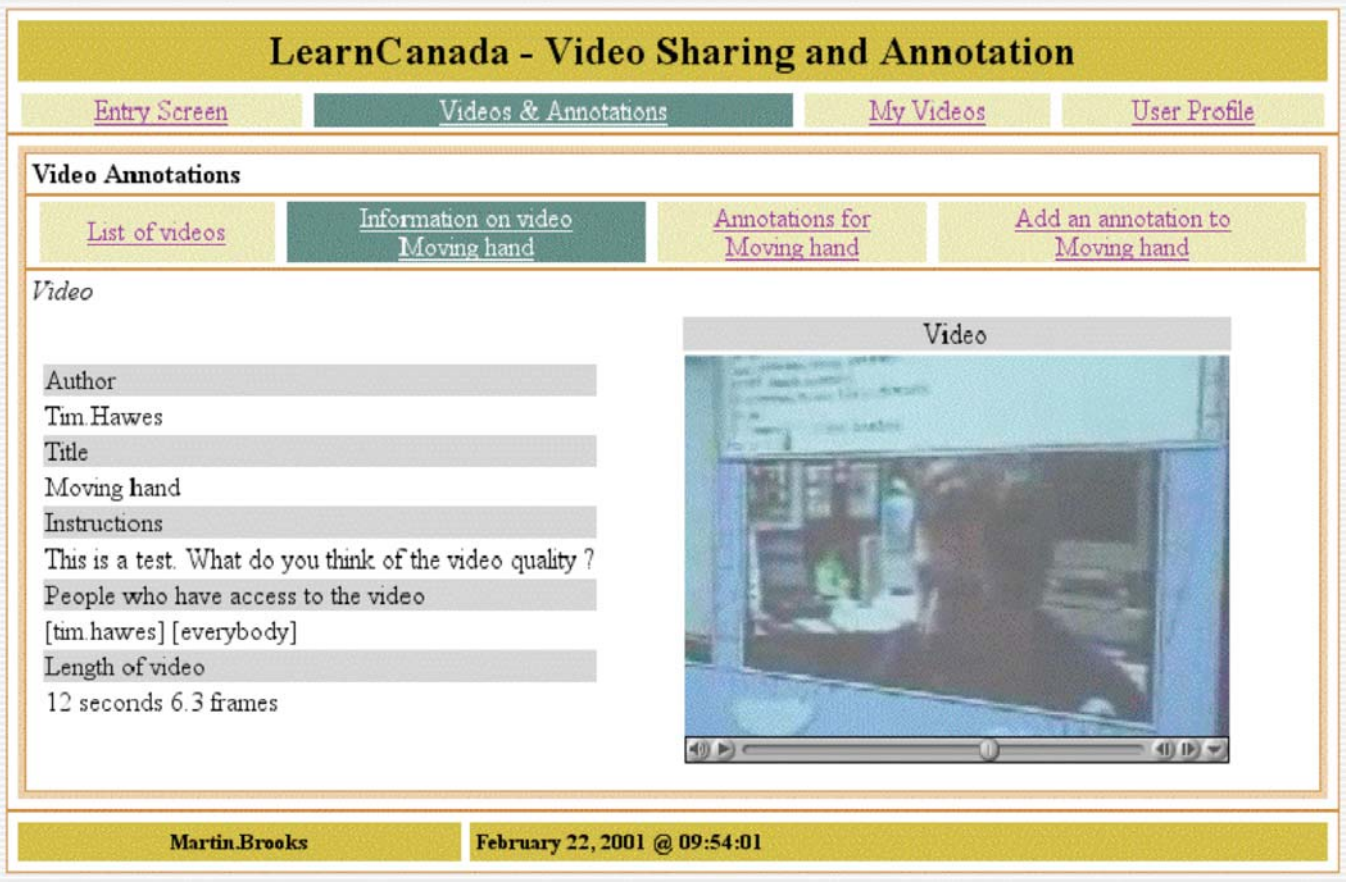 LearnCanada - Video Sharing and Annotation
Entry Screen Videos & Annotations My Videos User Profile
Video Annotations
List of videos
Information on video
Moving hand
Annotations for
Moving hand
Add an annotation to
Moving hand
Video
Author
Tim.Hawes
Title
Moving hand
Instructions
This is a test. What do you think of the video quality ?
People who have access to the video
[tim.hawes] [everybody]
Length of video
12 seconds 6.3 frames
Video
Martin.Brooks February 22, 2001 @ 09:54:01